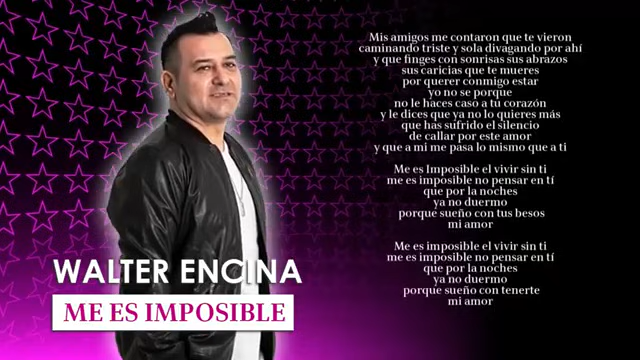 Mis amigos me contaron que te vieron
caminando triste y sola divagando por ahí
y que finges con sonrisas sus abrazos
sus caricias que te mueres
por querer conmigo estar
yo no se porque
no le haces caso a tu corazón
y le dices que ya no lo quieres más
que has sufrido el silencio
de callar por este amor
y que a mi me pasa lo mismo que a ti
Me es Imposible el vivir sin ti
me es imposible no pensar en tí
que por la noches
ya no duermo
porque sueño con tus besos
mi amor
Me es Imposible el vivir sin ti
me es imposible no pensar en tí
que por la noches
ya no duermo
porque sueño con tenerte
mi amor
WALTER ENCINA
ME ES IMPOSIBLE